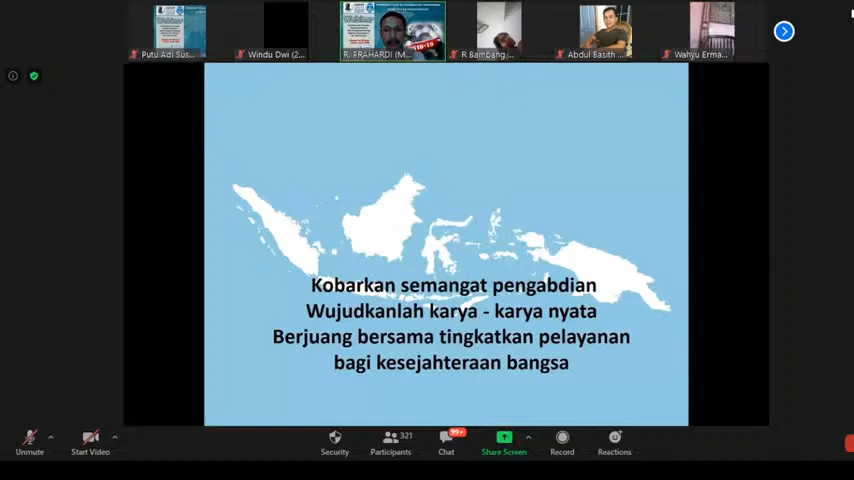 Putu Adi Sus...
Windu Dwi (2...
R. PRAHARDI (M...
R Bambang ...
Abdul Basith ...
Wahyu Erma...
Kobarkan semangat pengabdian
Wujudkanlah karya - karya nyata
Berjuang bersama tingkatkan pelayanan
bagi kesejahteraan bangsa
321
99+
Unmute
Start Video
Security
Participants
Chat
Share Screen
Record
Reactions